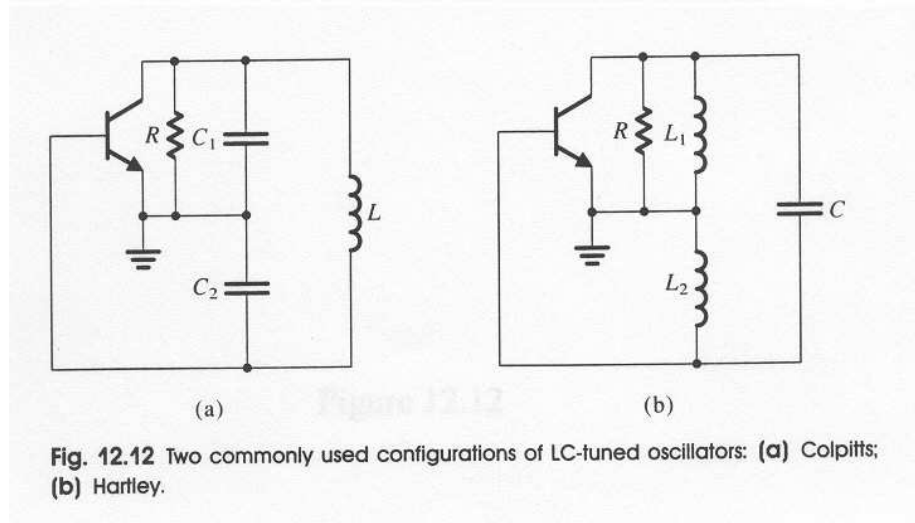 R
C₁
L
C₂
(a)
R
L₁
C
L₂
(b)
Figure 12.12
Fig. 12.12 Two commonly used configurations of LC-tuned oscillators: (a) Colpitts;
(b) Hartley.